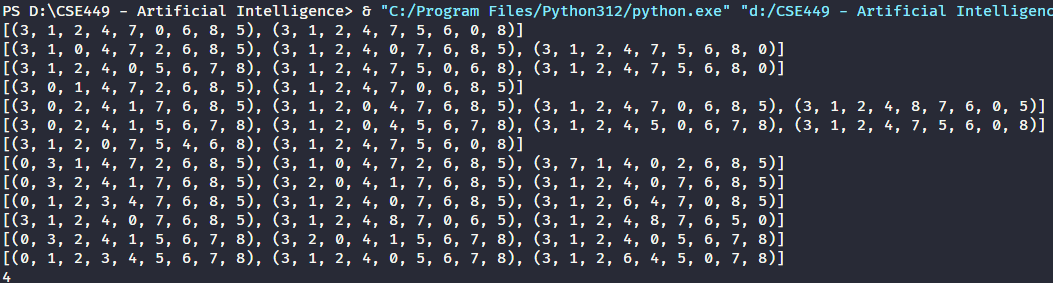 PS D:\CSE449 - Artificial Intelligence> & "C:/Program Files/Python312/python.exe" "d:/CSE449 - Artificial Intelligenc
[(3, 1, 2, 4, 7, 0, 6, 8, 5), (3, 1, 2, 4, 7, 5, 6, 0, 8)]
[(3, 1, 0, 4, 7, 2, 6, 8, 5), (3, 1, 2, 4, 0, 7, 6, 8, 5), (3, 1, 2, 4, 7, 5, 6, 8, 0)]
[(3, 1, 2, 4, 0, 5, 6, 7, 8), (3, 1, 2, 4, 7, 5, 0, 6, 8), (3, 1, 2, 4, 7, 5, 6, 8, 0)]
[(3, 0, 1, 4, 7, 2, 6, 8, 5), (3, 1, 2, 4, 7, 0, 6, 8, 5)]
[(3, 0, 2, 4, 1, 7, 6, 8, 5), (3, 1, 2, 0, 4, 7, 6, 8, 5), (3, 1, 2, 4, 7, 0, 6, 8, 5), (3, 1, 2, 4, 8, 7, 6, 0, 5)]
[(3, 0, 2, 4, 1, 5, 6, 7, 8), (3, 1, 2, 0, 4, 5, 6, 7, 8), (3, 1, 2, 4, 5, 0, 6, 7, 8), (3, 1, 2, 4, 7, 5, 6, 0, 8)]
[(3, 1, 2, 0, 7, 5, 4, 6, 8), (3, 1, 2, 4, 7, 5, 6, 0, 8)]
[(0, 3, 1, 4, 7, 2, 6, 8, 5), (3, 1, 0, 4, 7, 2, 6, 8, 5), (3, 7, 1, 4, 0, 2, 6, 8, 5)]
[(0, 3, 2, 4, 1, 7, 6, 8, 5), (3, 2, 0, 4, 1, 7, 6, 8, 5), (3, 1, 2, 4, 0, 7, 6, 8, 5)]
[(0, 1, 2, 3, 4, 7, 6, 8, 5), (3, 1, 2, 4, 0, 7, 6, 8, 5), (3, 1, 2, 6, 4, 7, 0, 8, 5)]
[(3, 1, 2, 4, 0, 7, 6, 8, 5), (3, 1, 2, 4, 8, 7, 0, 6, 5), (3, 1, 2, 4, 8, 7, 6, 5, 0)]
[(0, 3, 2, 4, 1, 5, 6, 7, 8), (3, 2, 0, 4, 1, 5, 6, 7, 8), (3, 1, 2, 4, 0, 5, 6, 7, 8)]
[(0, 1, 2, 3, 4, 5, 6, 7, 8), (3, 1, 2, 4, 0, 5, 6, 7, 8), (3, 1, 2, 6, 4, 5, 0, 7, 8)]
4